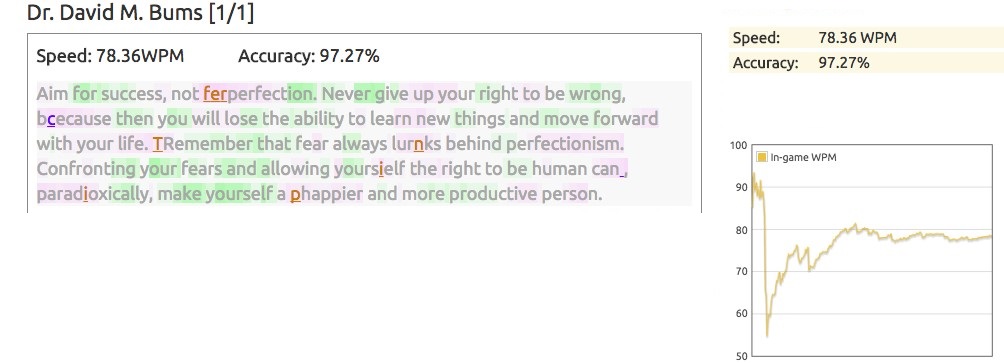 Dr. David M. Bums [1/1]
Speed: 78.36WPM Accuracy: 97.27%
Aim for success, not ferperfection. Never give up your right to be wrong,
bcecause then you will lose the ability to learn new things and move forward
with your life. TRemember that fear always lurnks behind perfectionism.
Confronting your fears and allowing yoursielf the right to be human can_,
paradioxically, make yourself a phappier and more productive person.
Speed: 78.36 WPM
Accuracy: 97.27%
In-game WPM
100
90
80
70
60
50